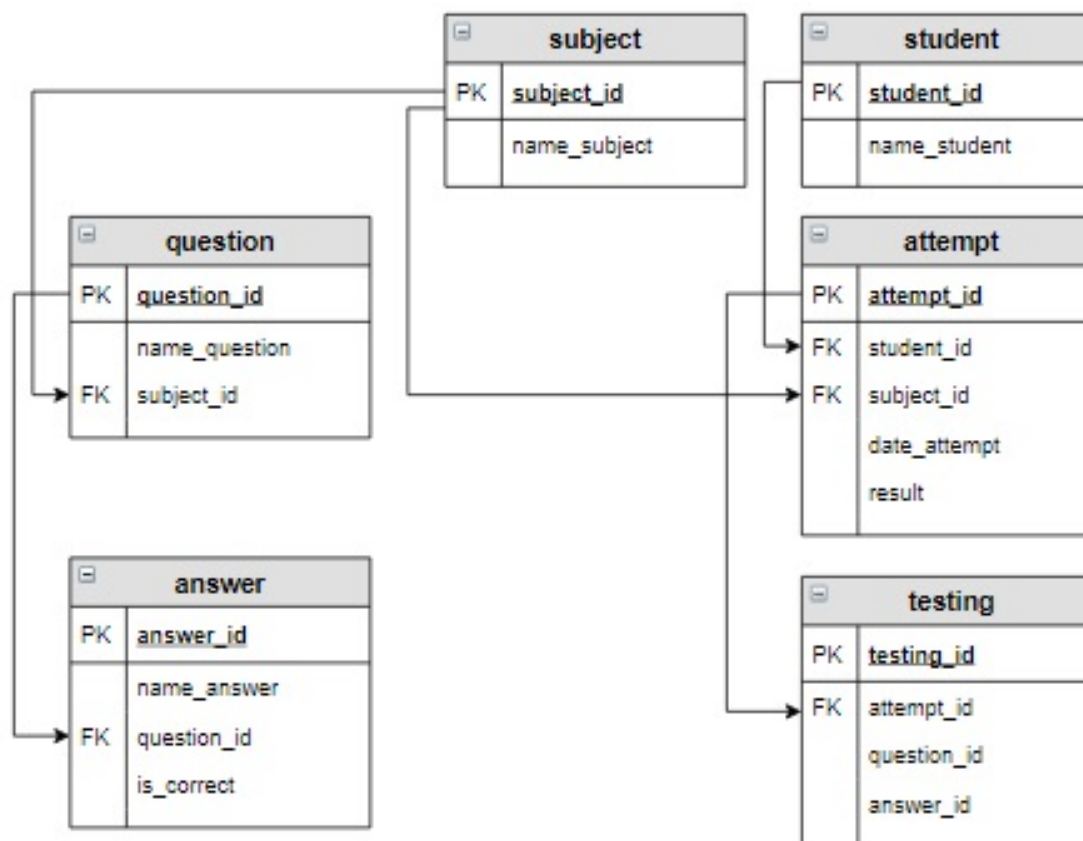 subject
PK subject_id
name_subject
student
PK student_id
name_student
question
PK question_id
name_question
FK subject_id
attempt
PK attempt_id
FK student_id
FK subject_id
date_attempt
result
answer
PK answer_id
name_answer
FK question_id
is_correct
testing
PK testing_id
FK attempt_id
question_id
answer_id